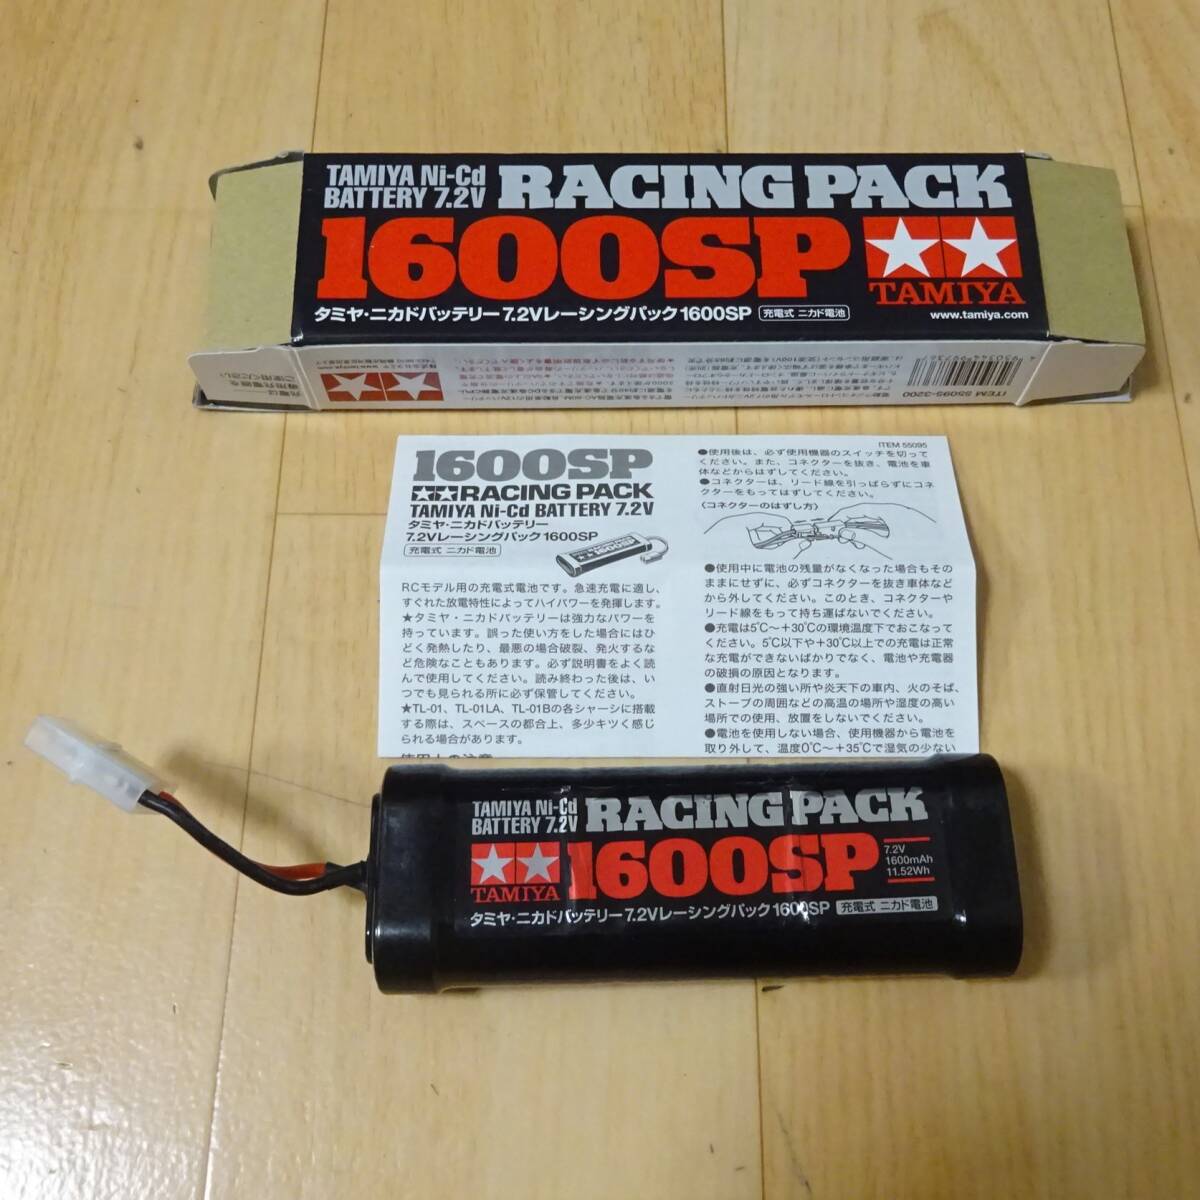 TAMIYA Ni-Cd
BATTERY 7.2V
RACING PACK
1600SP
TAMIYA
タミヤ・ニカドバッテリー7.2Vレーシングパック1600SP
充電式 ニカド電池
www.tamiya.com
ITEM 55095-3200
ITEM 55095
1600SP
RACING PACK
TAMIYA Ni-Cd BATTERY 7.2V
タミヤ・ニカドバッテリー
7.2Vレーシングパック1600SP
充電式 ニカド電池
RCモデル用の充電式電池です。急速充電に適し、
すぐれた放電特性によってハイパワーを発揮します。
★タミヤ・ニカドバッテリーは強力なパワーを
持っています。誤った使い方をした場合にはひ
どく発熱したり、最悪の場合破裂、発火するな
ど危険なこともあります。必ず説明書をよく読
んで使用してください。読み終わった後は、い
つでも見られる所に必ず保管してください。
★TL-01、TL-01LA、TL-01Bの各シャーシに搭載
する際は、スペースの都合上、多少キツく感じ
られる場合があります。
使用上の注意
●使用後は、必ず使用機器のスイッチを切って
ください。また、コネクターを抜き、電池を車
体などからはずしてください。
●コネクターは、リード線を引っぱらずにコネ
クターをもってはずしてください。
〈コネクターのはずし方〉
●使用中に電池の残量がなくなった場合もその
ままにせずに、必ずコネクターを抜き車体など
から外してください。このとき、コネクターや
リード線をもって持ち運ばないでください。
●充電は5℃～＋30℃の環境温度下でおこなって
ください。5℃以下や＋30℃以上での充電は正常
な充電ができないばかりでなく、電池や充電器
の破損の原因となります。
●直射日光の強い所や炎天下の車内、火のそば、
ストーブの周囲などの高温の場所や湿度の高い
場所での使用、放置をしないでください。
●電池を使用しない場合、使用機器から電池を
取り外して、温度0℃～＋35℃で湿気の少ない
TAMIYA Ni-Cd
BATTERY 7.2V
RACING PACK
TAMIYA
1600SP
7.2V
1600mAh
11.52Wh
タミヤ・ニカドバッテリー7.2Vレーシングパック1600SP
充電式 ニカド電池